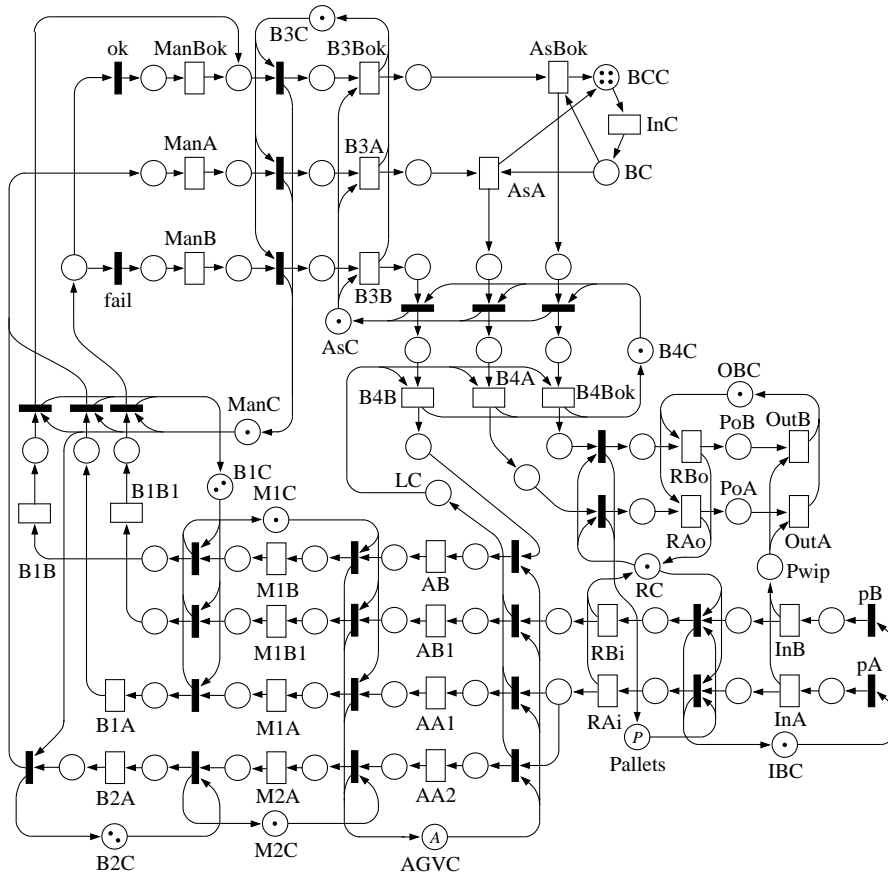 B3C
ok
ManBok
B3Bok
AsBok
BCC
InC
ManA
B3A
AsA
BC
ManB
fail
B3B
AsC
B4C
OBC
B4B
B4A
B4Bok
ManC
PoB
OutB
LC
RBo
B1C
M1C
B1B1
PoA
RAo
OutA
B1B
M1B
AB
RC
Pwip
pB
M1B1
AB1
RBi
InB
pA
B1A
M1A
AA1
RAi
InA
P
Pallets
IBC
B2A
M2A
AA2
B2C
M2C
A
AGVC